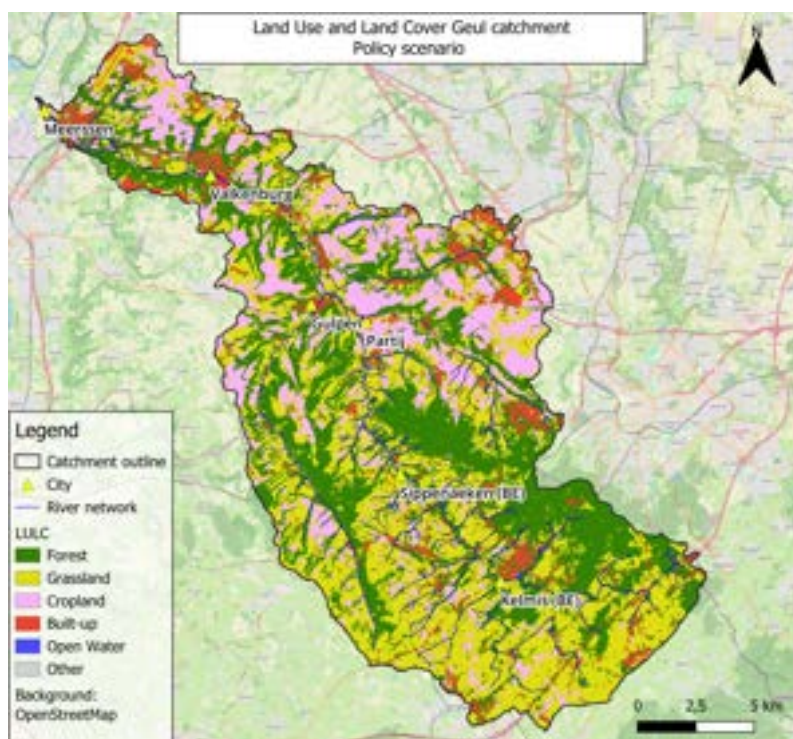 Land Use and Land Cover Geul catchment
Policy scenario
N
Meerssen
Valkenburg
Gulpen
(Partij
Sippenaeken (BE)
Kelmis (BE)
Legend
Catchment outline
City
River network
LULC
Forest
Grassland
Cropland
Built-up
Open Water
Other
Background:
OpenStreetMap
0 2,5 5 km